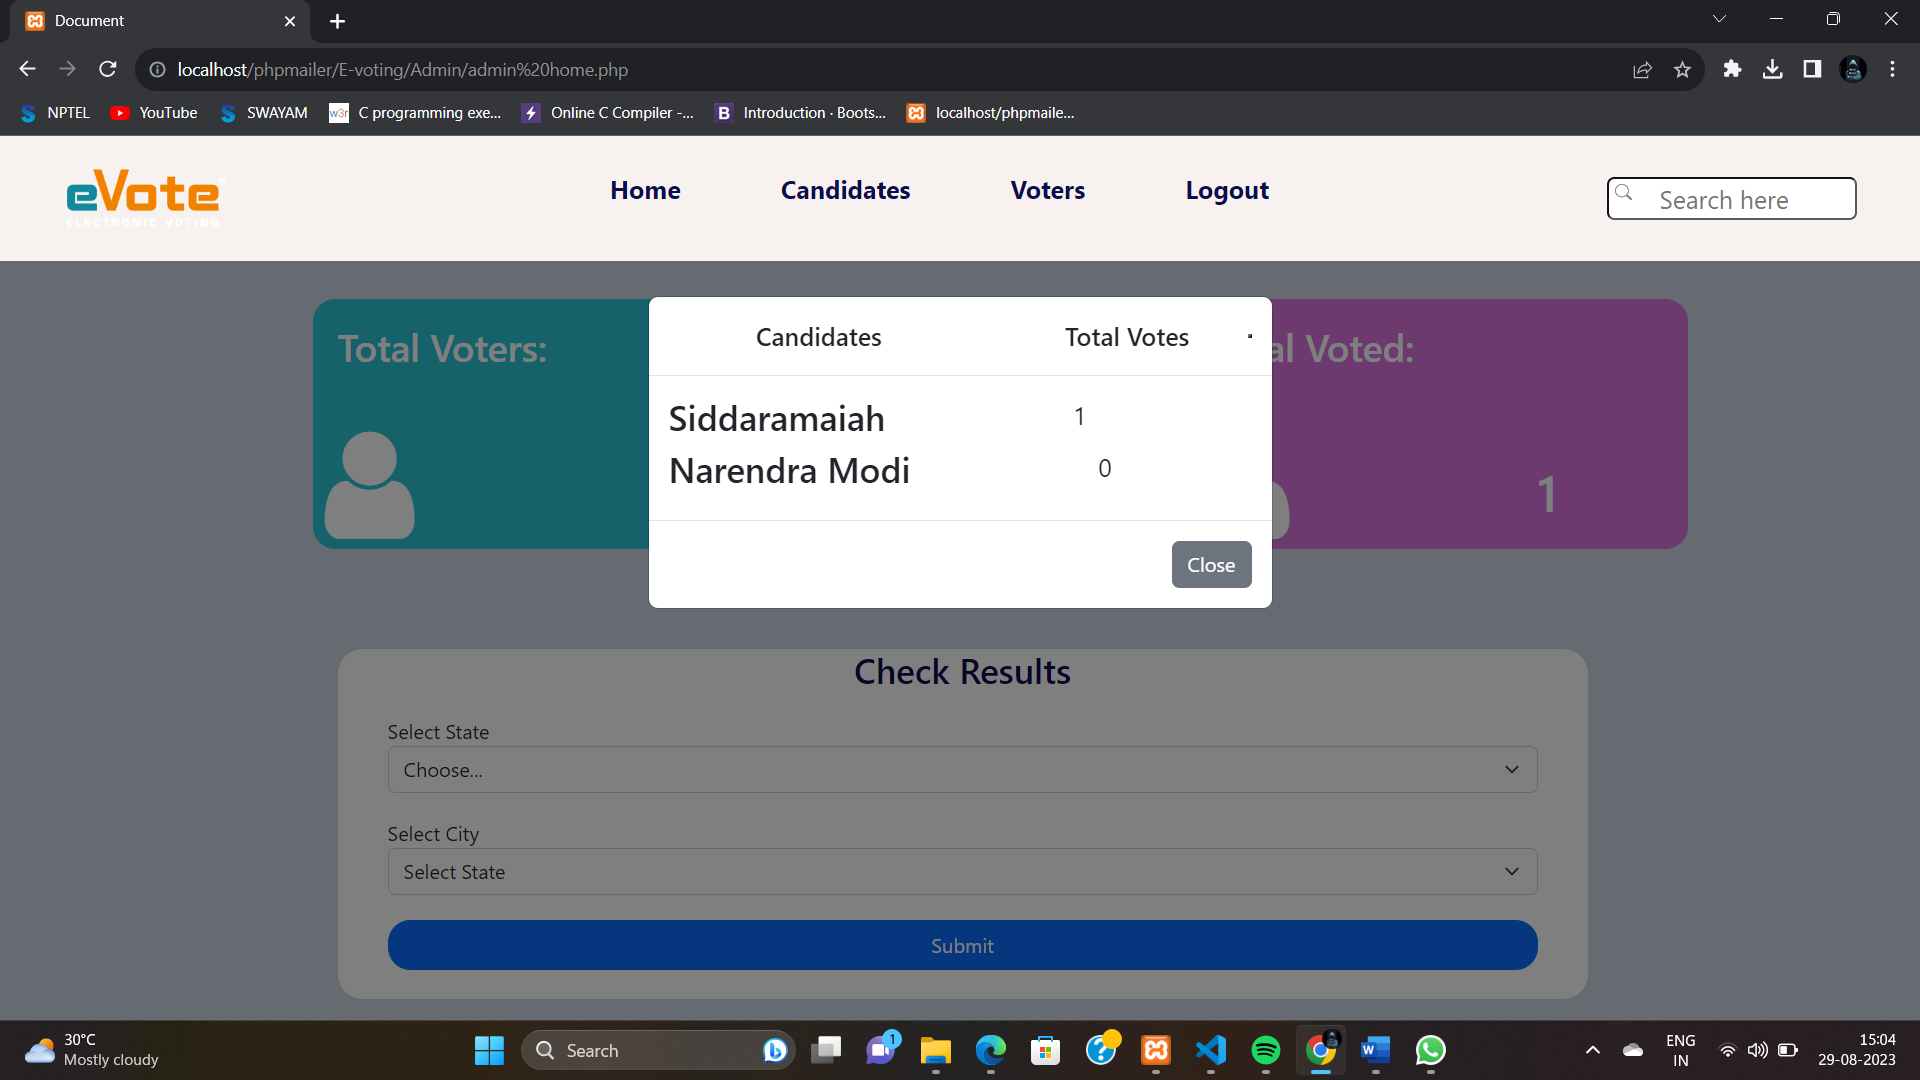 Document
localhost/phpmailer/E-voting/Admin/admin%20home.php
NPTEL YouTube SWAYAM w3r C programming exe... Online C Compiler -... B Introduction · Boots... localhost/phpmaile...
eVote
ELECTRONIC VOTING
Home Candidates Voters Logout
Search here
Total Voters:
al Voted:
1
Candidates Total Votes
Siddaramaiah 1
Narendra Modi 0
Close
Check Results
Select State
Choose...
Select City
Select State
Submit
30°C
Mostly cloudy
Search
1
ENG
IN
15:04
29-08-2023